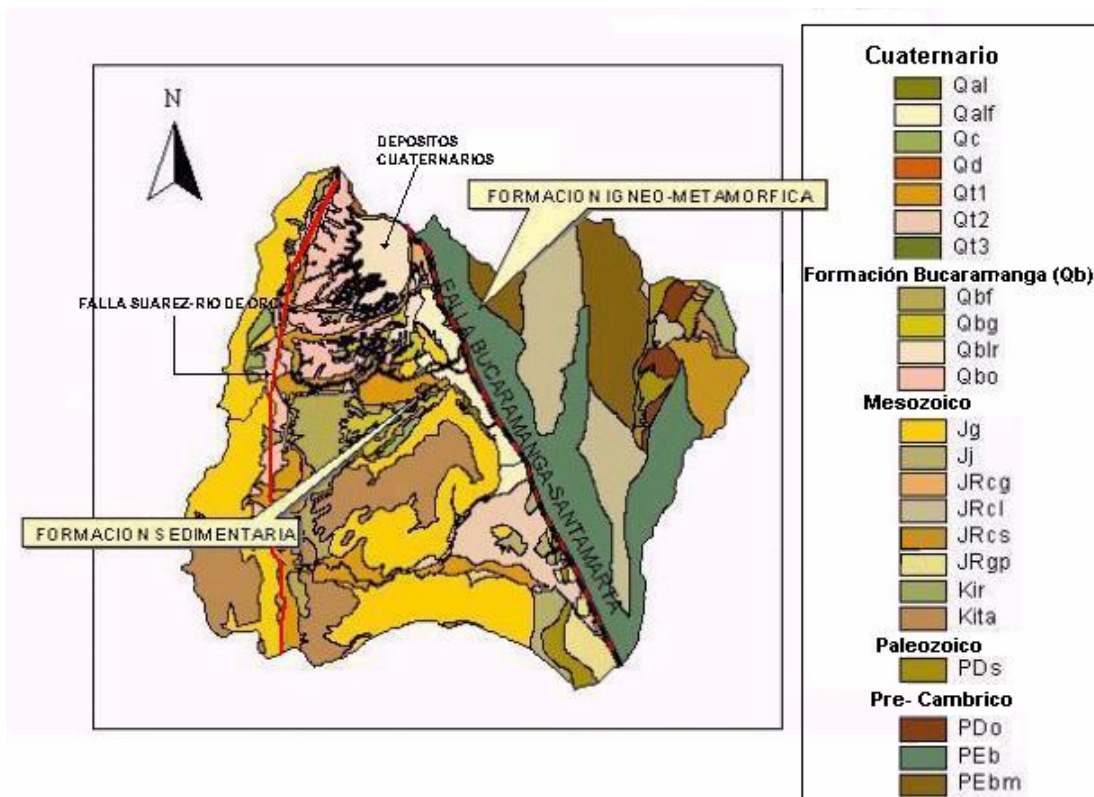 N
DEPOSITOS
CUATERNARIOS
FORMACION IGNEO-METAMORFICA
FALLA SUAREZ-RIO DE ORO
FALLA BUCARAMANGA-SANTAMARTA
FORMACION SEDIMENTARIA
Cuaternario
Qal
Qalf
Qc
Qd
Qt1
Qt2
Qt3
Formación Bucaramanga (Qb)
Qbf
Qbg
Qblr
Qbo
Mesozoico
Jg
Jj
JRcg
JRcl
JRcs
JRgp
Kir
Kita
Paleozoico
PDs
Pre- Cambrico
PDo
PEb
PEbm